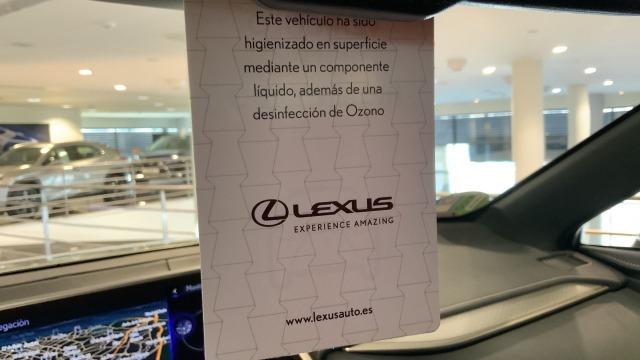 Este vehículo ha sido
higienizado en superficie
mediante un componente
líquido, además de una
desinfección de Ozono
LEXUS
EXPERIENCE AMAZING
www.lexusauto.es
egación